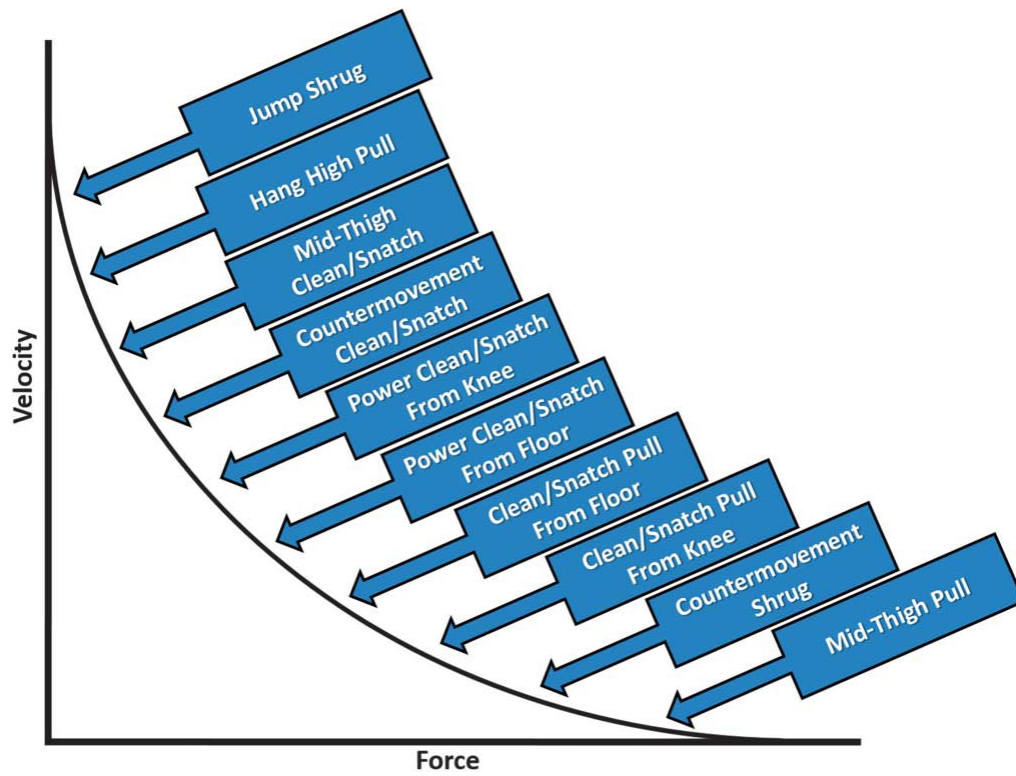 Jump Shrug
Hang High Pull
Mid-Thigh
Clean/Snatch
Countermovement
Clean/Snatch
Power Clean/Snatch
From Knee
Power Clean/Snatch
From Floor
Clean/Snatch Pull
From Floor
Clean/Snatch Pull
From Knee
Countermovement
Shrug
Mid-Thigh Pull
Velocity
Force